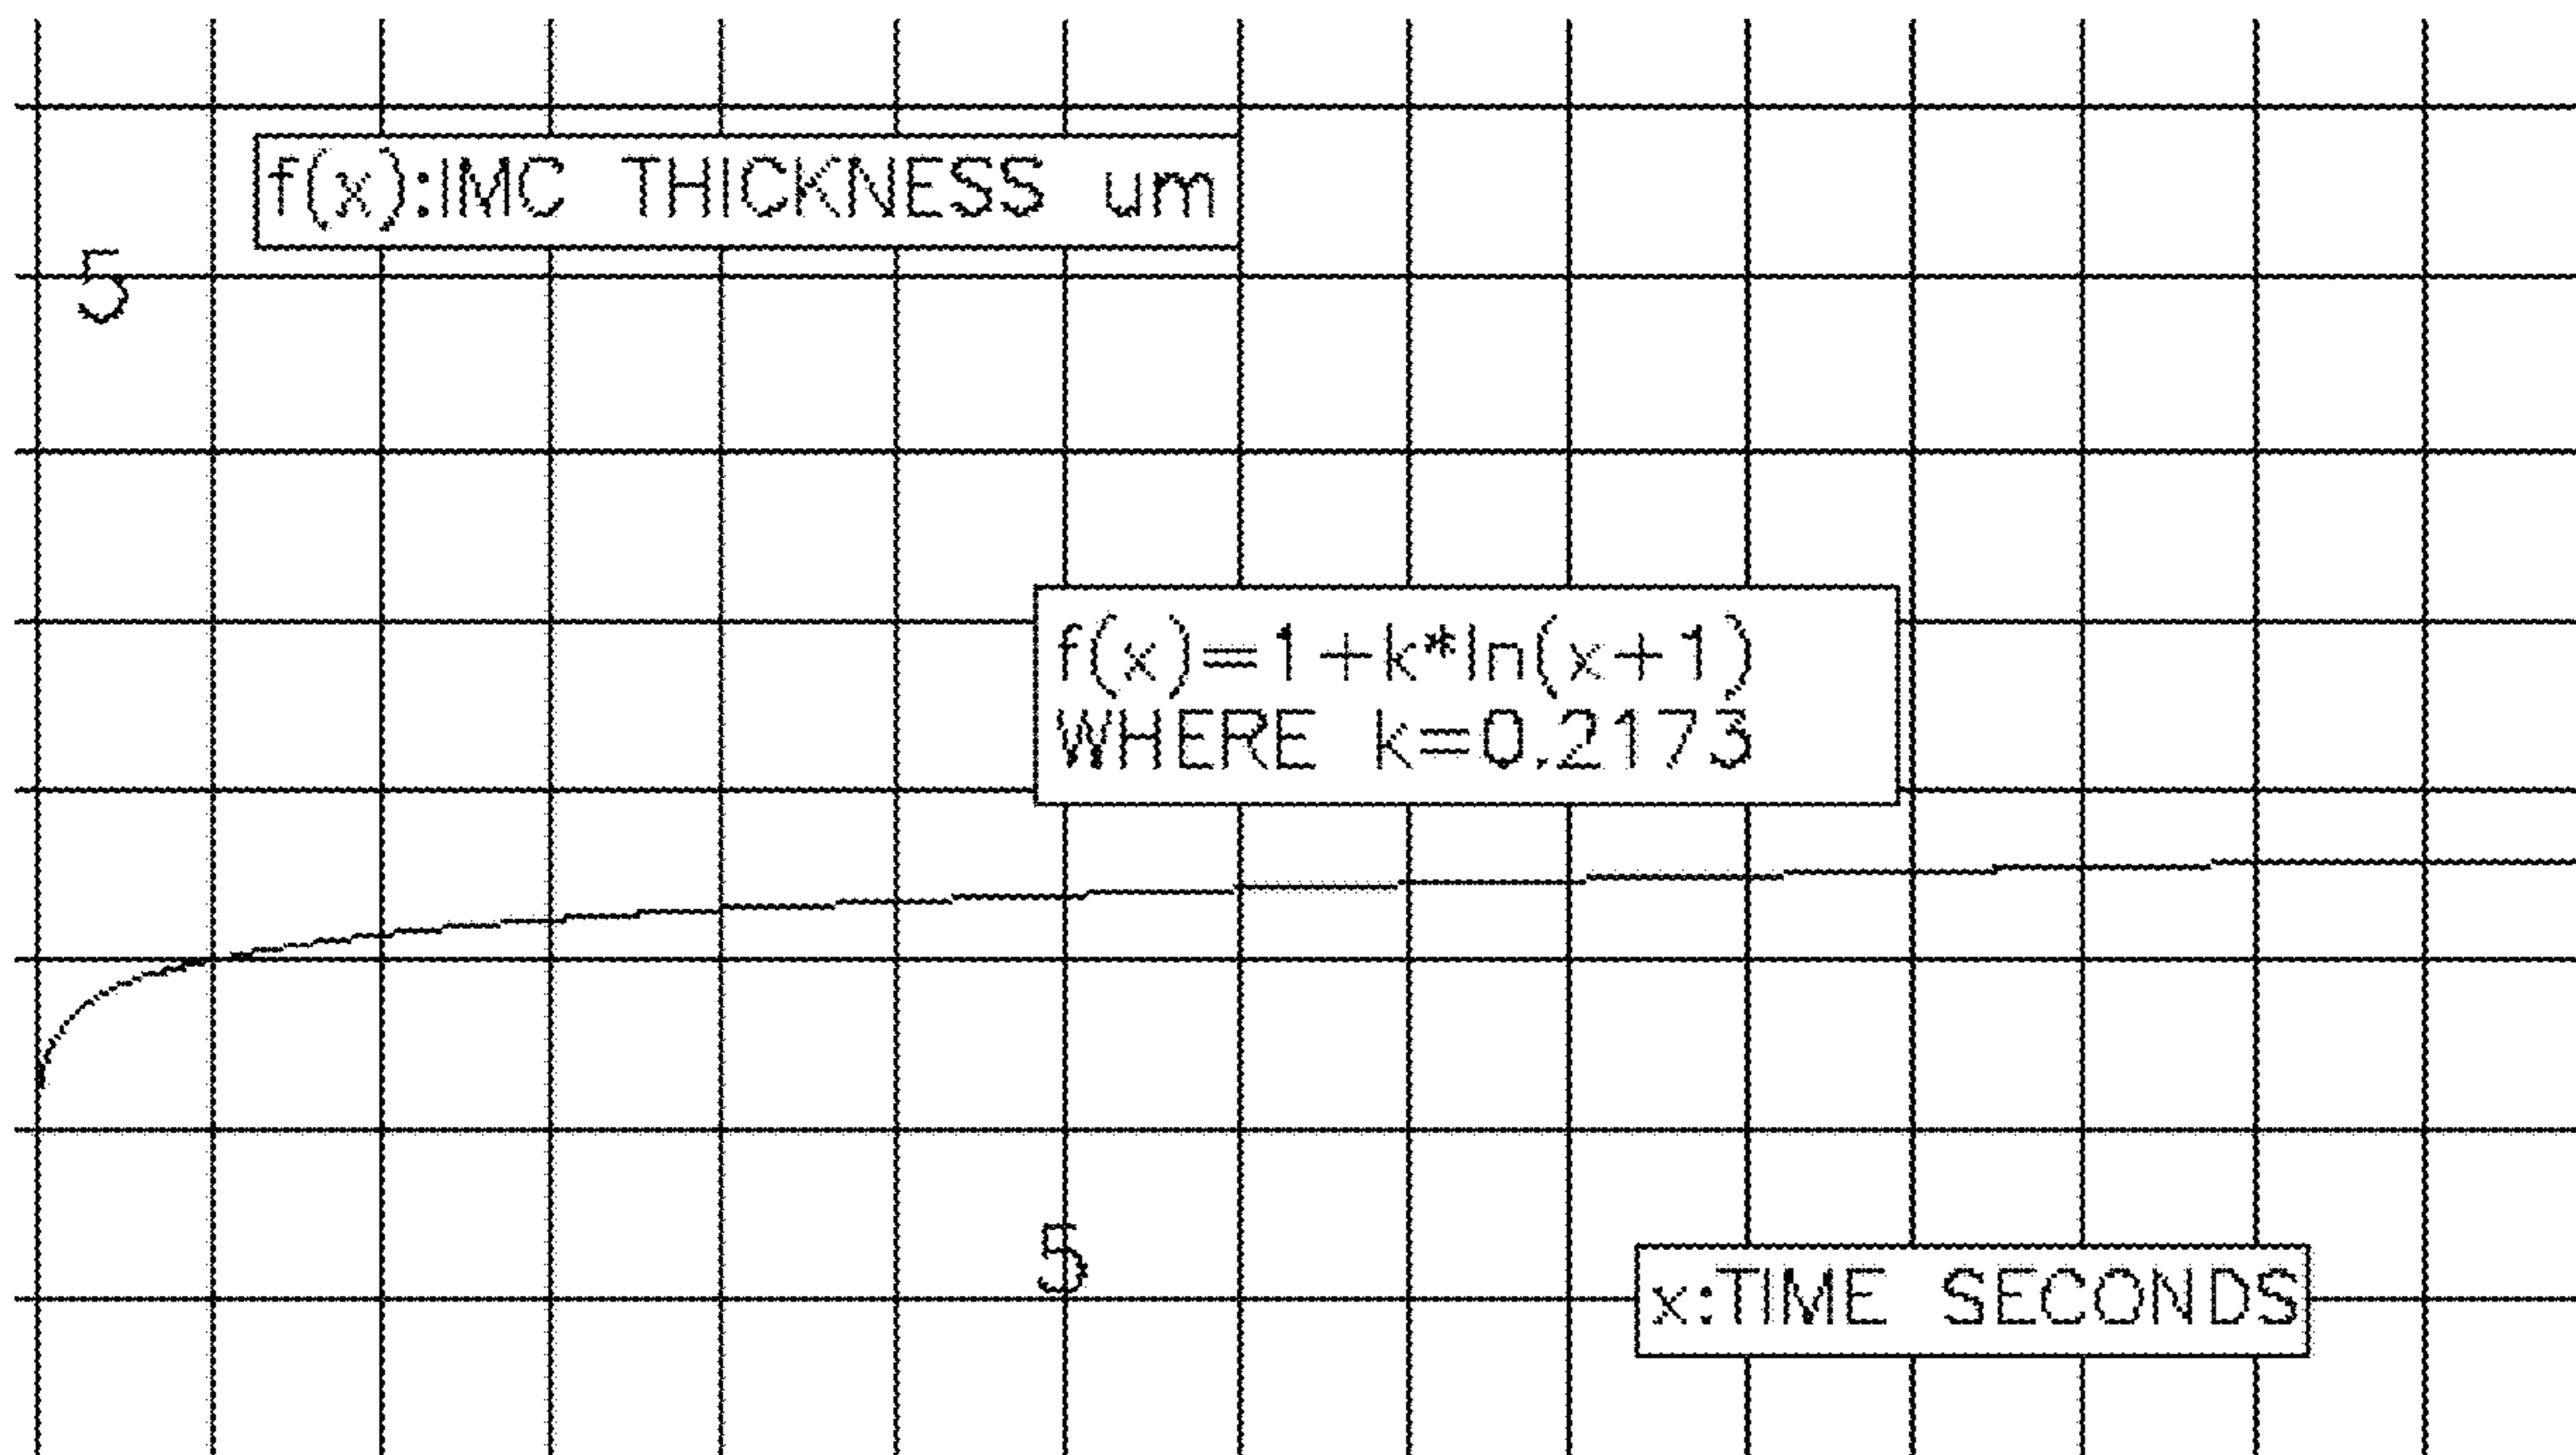 f(x):IMC THICKNESS um
5
f(x)=1+k*ln(x+1)
WHERE k=0.2173
5
x:TIME SECONDS